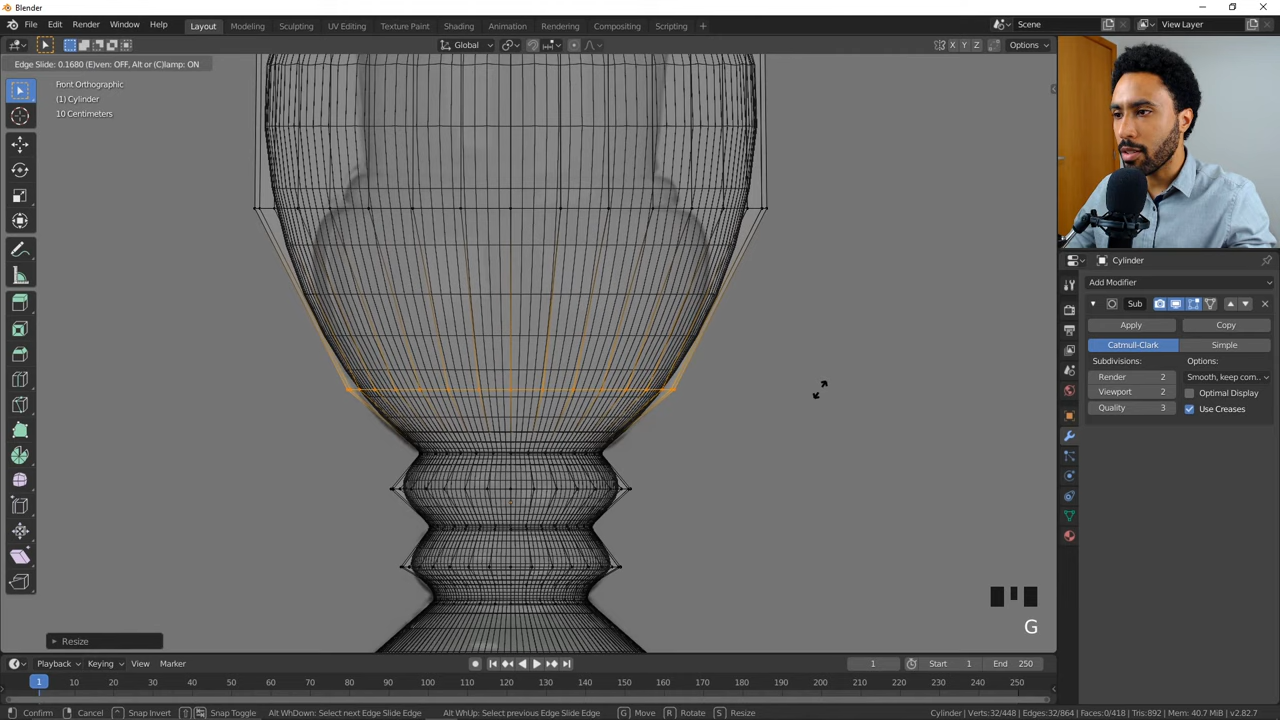 Blender
File Edit Render Window Help Layout Modeling Sculpting UV Editing Texture Paint Shading Animation Rendering Compositing Scripting + Scene View Layer
Global X Y Z Options
Edge Slide: 0.1680 (E)ven: OFF, Alt or (C)lamp: ON
Front Orthographic
(1) Cylinder
10 Centimeters
Cylinder
Add Modifier
Sub
Apply Copy
Catmull-Clark Simple
Subdivisions: Options:
Render 2 Smooth, keep corn..
Viewport 2 Optimal Display
Quality 3 Use Creases
G
Resize
Playback Keying View Marker 1 Start 1 End 250
1 10 20 30 40 50 60 70 80 90 100 110 120 130 140 150 160 170 180 190 200 210 220 230 240 250
Confirm Cancel Snap Invert Snap Toggle Alt WhDown: Select next Edge Slide Edge Alt WhUp: Select previous Edge Slide Edge G Move R Rotate S Resize Cylinder | Verts:32/448 | Edges:32/864 | Faces:0/418 | Tris:892 | Mem: 40.7 MiB | v2.82.7